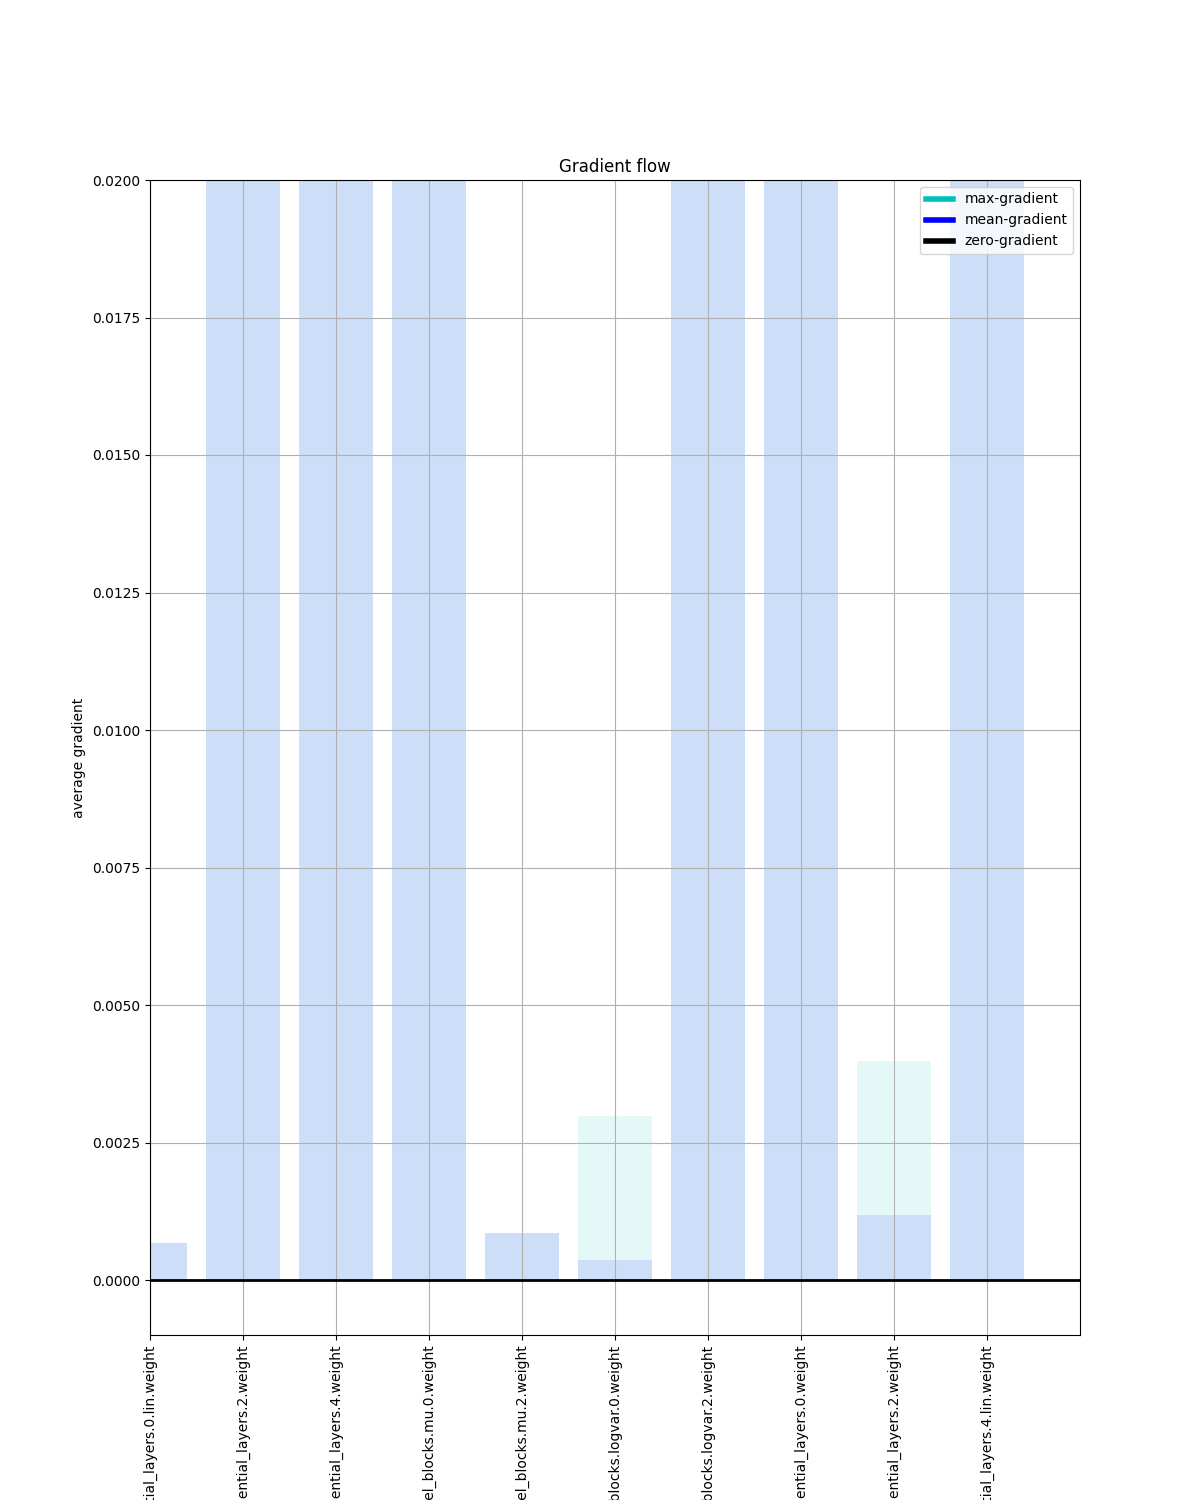 Gradient flow
max-gradient
mean-gradient
zero-gradient
0.0200
0.0175
0.0150
0.0125
0.0100
0.0075
0.0050
0.0025
0.0000
average gradient
tial_layers.0.lin.weight
ential_layers.2.weight
ential_layers.4.weight
el_blocks.mu.0.weight
el_blocks.mu.2.weight
blocks.logvar.0.weight
blocks.logvar.2.weight
ential_layers.0.weight
ential_layers.2.weight
tial_layers.4.lin.weight